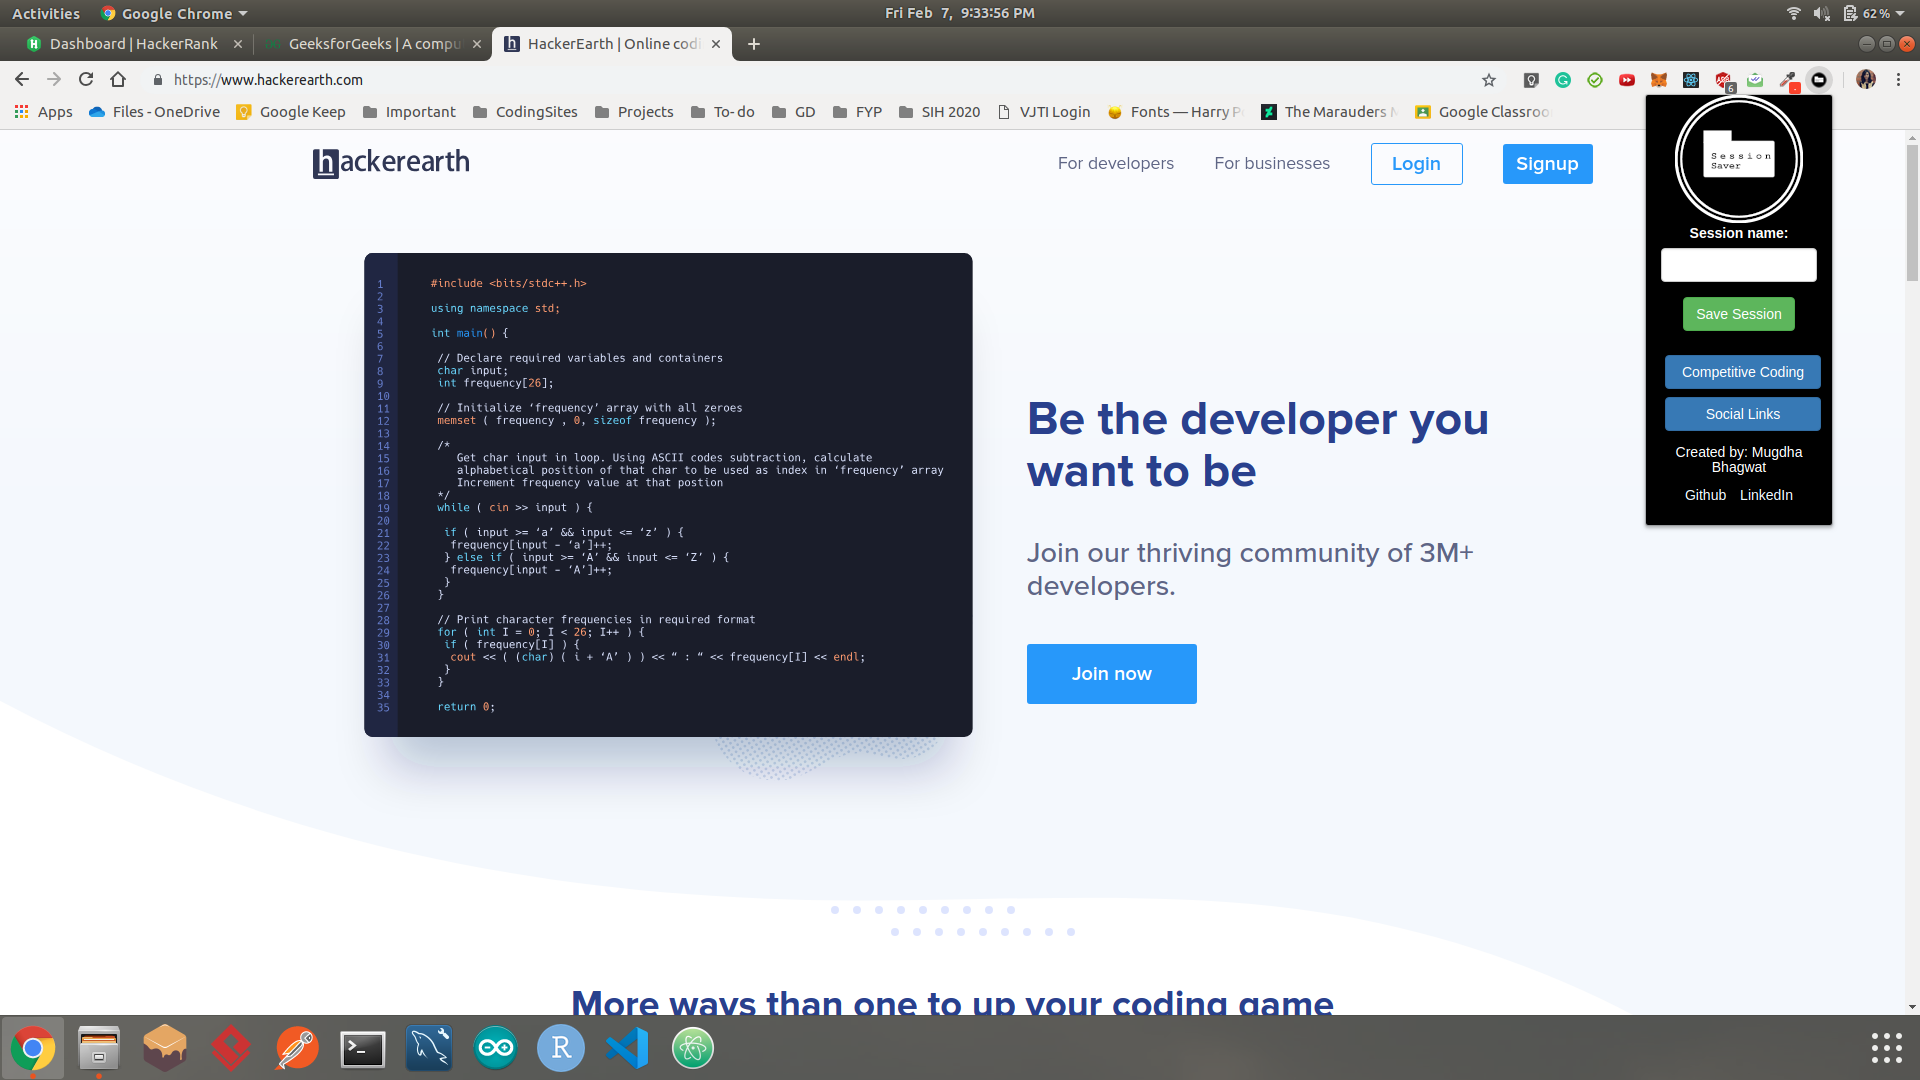 Activities
Google Chrome
Fri Feb 7, 9:33:56 PM
62 %
Dashboard | HackerRank
GeeksforGeeks | A compu
HackerEarth | Online codi
https://www.hackerearth.com
6
Apps
Files - OneDrive
Google Keep
Important
CodingSites
Projects
To-do
GD
FYP
SIH 2020
VJTI Login
Fonts — Harry P
The Marauders M
Google Classroo
hackerearth
For developers
For businesses
Login
Signup
1 #include <bits/stdc++.h>
2
3 using namespace std;
4
5 int main() {
6
7 // Declare required variables and containers
8 char input;
9 int frequency[26];
10
11 // Initialize ‘frequency’ array with all zeroes
12 memset ( frequency , 0, sizeof frequency );
13
14 /*
15 Get char input in loop. Using ASCII codes subtraction, calculate
16 alphabetical position of that char to be used as index in ‘frequency’ array
17 Increment frequency value at that postion
18 */
19 while ( cin >> input ) {
20
21 if ( input >= ‘a’ && input <= ‘z’ ) {
22 frequency[input - ‘a’]++;
23 } else if ( input >= ‘A’ && input <= ‘Z’ ) {
24 frequency[input - ‘A’]++;
25 }
26 }
27
28 // Print character frequencies in required format
29 for ( int I = 0; I < 26; I++ ) {
30 if ( frequency[I] ) {
31 cout << ( (char) ( i + ‘A’ ) ) << “ : “ << frequency[I] << endl;
32 }
33 }
34
35 return 0;
Be the developer you
want to be
Join our thriving community of 3M+
developers.
Join now
More ways than one to up your coding game
Session
Saver
Session name:
Save Session
Competitive Coding
Social Links
Created by: Mugdha
Bhagwat
Github
LinkedIn